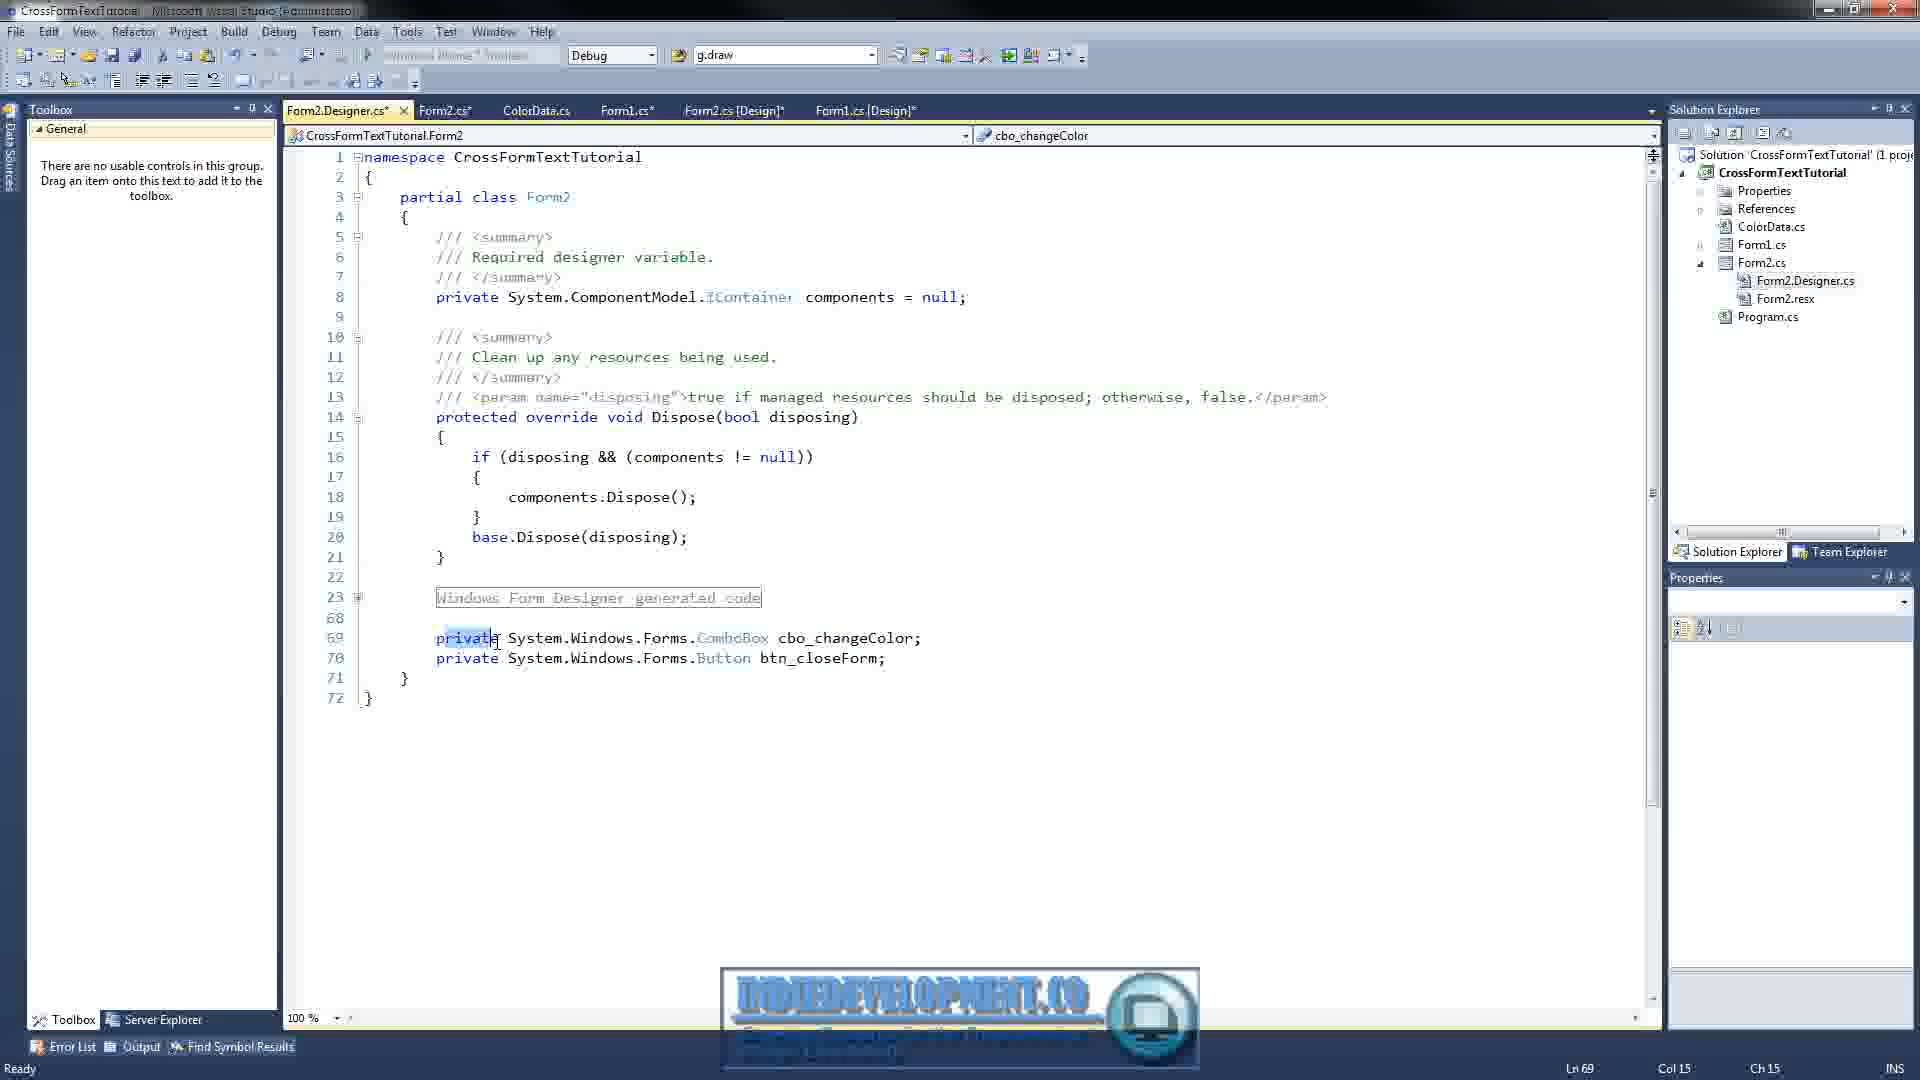 CrossFormTextTutorial - Microsoft Visual Studio (Administrator)
File Edit View Refactor Project Build Debug Team Data Tools Test Window Help
Debug g.draw
Toolbox
General
There are no usable controls in this group.
Drag an item onto this text to add it to the
toolbox.
Data Sources
Form2.Designer.cs* Form2.cs* ColorData.cs Form1.cs* Form2.cs [Design]* Form1.cs [Design]*
CrossFormTextTutorial.Form2 cbo_changeColor
1 namespace CrossFormTextTutorial
2 {
3 partial class Form2
4 {
5 /// <summary>
6 /// Required designer variable.
7 /// </summary>
8 private System.ComponentModel.IContainer components = null;
9
10 /// <summary>
11 /// Clean up any resources being used.
12 /// </summary>
13 /// <param name="disposing">true if managed resources should be disposed; otherwise, false.</param>
14 protected override void Dispose(bool disposing)
15 {
16 if (disposing && (components != null))
17 {
18 components.Dispose();
19 }
20 base.Dispose(disposing);
21 }
22
23 Windows Form Designer generated code
68
69 private System.Windows.Forms.ComboBox cbo_changeColor;
70 private System.Windows.Forms.Button btn_closeForm;
71 }
72 }
100 %
Solution Explorer
Solution 'CrossFormTextTutorial' (1 proje
CrossFormTextTutorial
Properties
References
ColorData.cs
Form1.cs
Form2.cs
Form2.Designer.cs
Form2.resx
Program.cs
Solution Explorer Team Explorer
Properties
Toolbox Server Explorer
Error List Output Find Symbol Results
Ready Ln 69 Col 15 Ch 15 INS